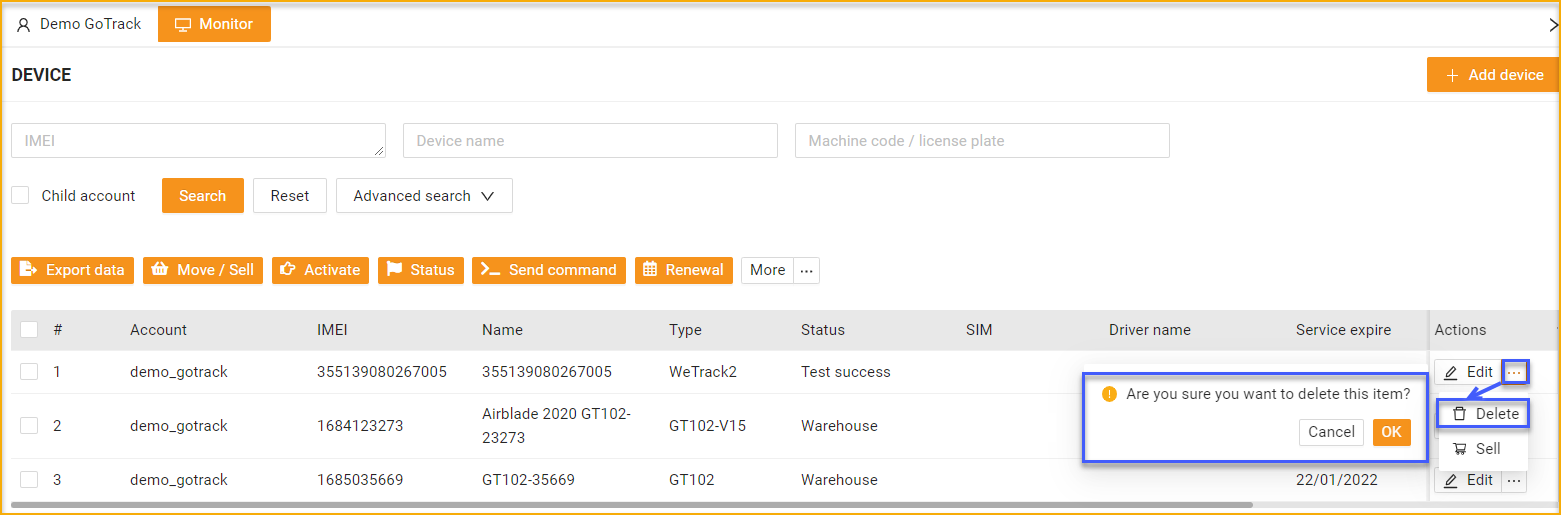 Demo GoTrack Monitor
DEVICE Add device
IMEI Device name Machine code / license plate
Child account Search Reset Advanced search
Export data Move / Sell Activate Status Send command Renewal More ...
# Account IMEI Name Type Status SIM Driver name Service expire Actions
1 demo_gotrack 355139080267005 355139080267005 WeTrack2 Test success Edit ...
Are you sure you want to delete this item?
Cancel OK
Delete
Sell
2 demo_gotrack 1684123273 Airblade 2020 GT102-
23273 GT102-V15 Warehouse
3 demo_gotrack 1685035669 GT102-35669 GT102 Warehouse 22/01/2022 Edit ...